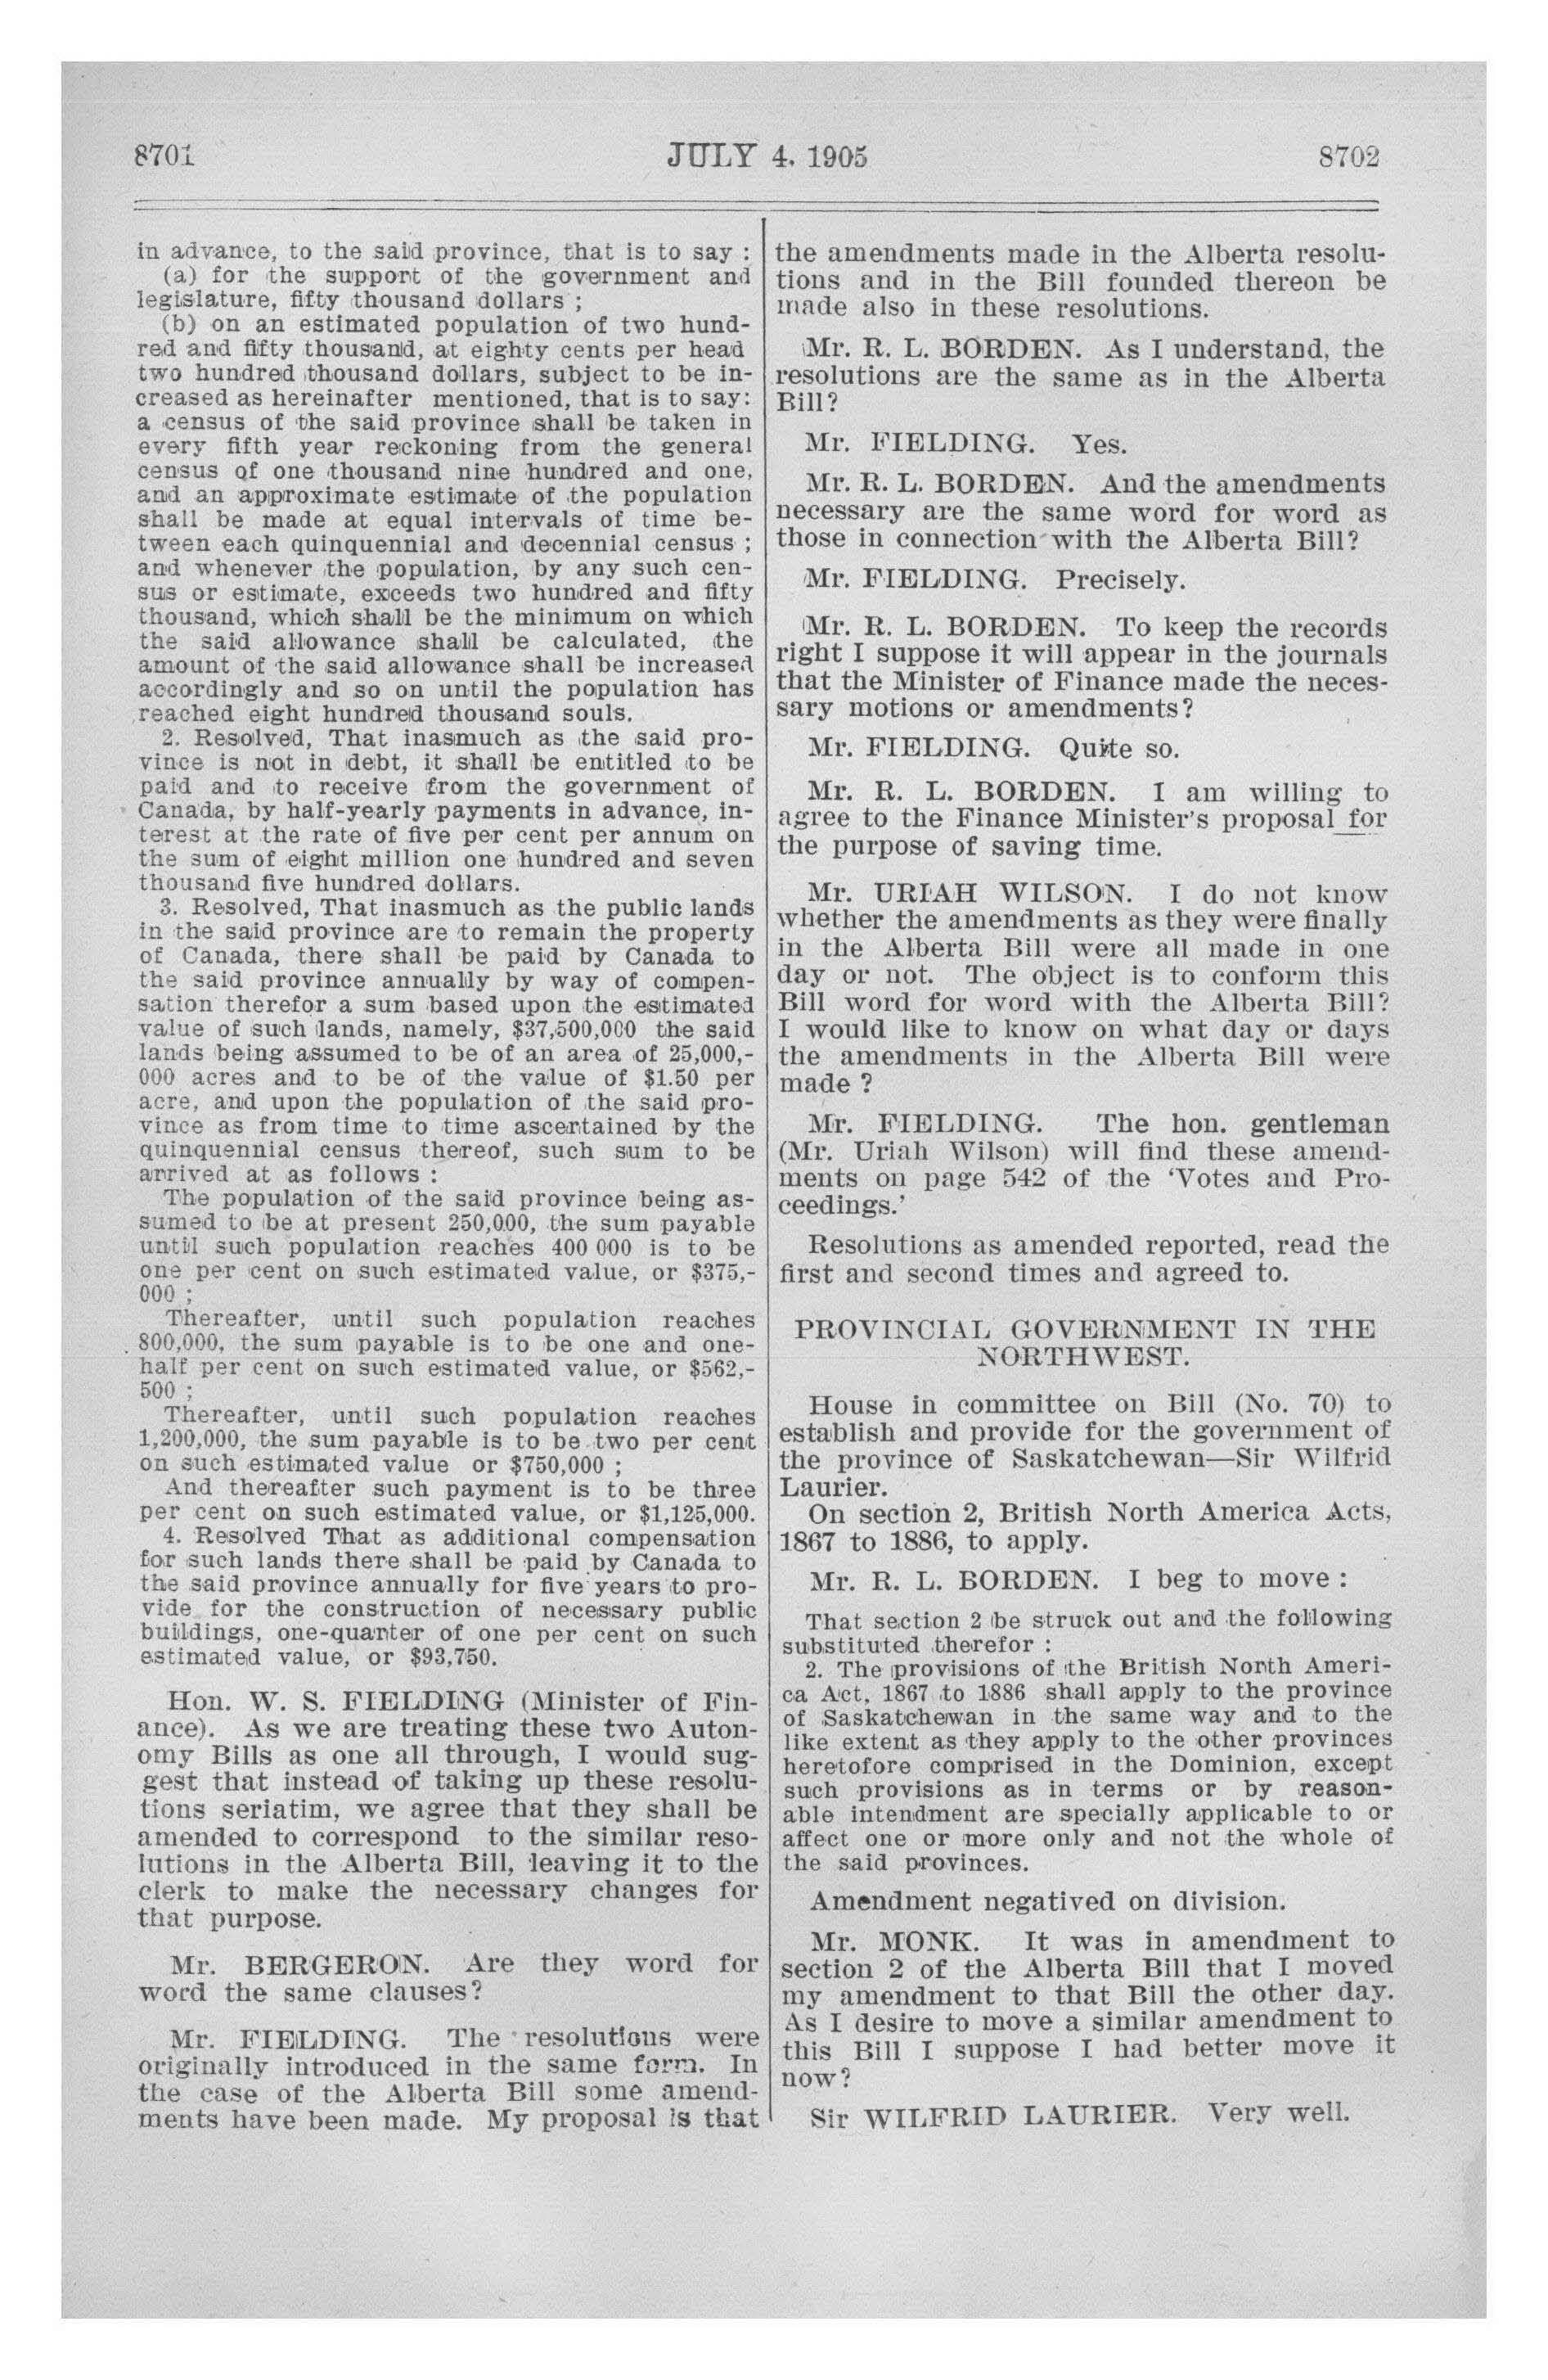 8701
JULY 4, 1905
8702
in advance, to the said province, that is to say :
(a) for the support of the government and
legislature, fifty thousand dollars ;
(b) on an estimated population of two hund-
red and fifty thousand, at eighty cents per head
two hundred thousand dollars, subject to be in-
creased as hereinafter mentioned, that is to say:
a census of the said province shall be taken in
every fifth year reckoning from the general
census of one thousand nine hundred and one,
and an approximate estimate of the population
shall be made at equal intervals of time be-
tween each quinquennial and decennial census ;
and whenever the population, by any such cen-
sus or estimate, exceeds two hundred and fifty
thousand, which shall be the minimum on which
the said allowance shall be calculated, the
amount of the said allowance shall be increased
accordingly and so on until the population has
reached eight hundred thousand souls.
2. Resolved, That inasmuch as the said pro-
vince is not in debt, it shall be entitled to be
paid and to receive from the government of
Canada, by half-yearly payments in advance, in-
terest at the rate of five per cent per annum on
the sum of eight million one hundred and seven
thousand five hundred dollars.
3. Resolved, That inasmuch as the public lands
in the said province are to remain the property
of Canada, there shall be paid by Canada to
the said province annually by way of compen-
sation therefor a sum based upon the estimated
value of such lands, namely, $37,500,000 the said
lands being assumed to be of an area of 25,000,-
000 acres and to be of the value of $1.50 per
acre, and upon the population of the said pro-
vince as from time to time ascertained by the
quinquennial census thereof, such sum to be
arrived at as follows :
The population of the said province being as-
sumed to be at present 250,000, the sum payable
until such population reaches 400 000 is to be
one per cent on such estimated value, or $375,-
000 ;
Thereafter, until such population reaches
800,000, the sum payable is to be one and one-
half per cent on such estimated value, or $562,-
500 ;
Thereafter, until such population reaches
1,200,000, the sum payable is to be two per cent
on such estimated value or $750,000 ;
And thereafter such payment is to be three
per cent on such estimated value, or $1,125,000.
4. Resolved That as additional compensation
for such lands there shall be paid by Canada to
the said province annually for five years to pro-
vide for the construction of necessary public
buildings, one-quarter of one per cent on such
estimated value, or $93,750.
Hon. W. S. FIELDING (Minister of Fin-
ance). As we are treating these two Auton-
omy Bills as one all through, I would sug-
gest that instead of taking up these resolu-
tions seriatim, we agree that they shall be
amended to correspond to the similar reso-
lutions in the Alberta Bill, leaving it to the
clerk to make the necessary changes for
that purpose.
Mr. BERGERON. Are they word for
word the same clauses?
Mr. FIELDING. The resolutions were
originally introduced in the same form. In
the case of the Alberta Bill some amend-
ments have been made. My proposal is that
the amendments made in the Alberta resolu-
tions and in the Bill founded thereon be
made also in these resolutions.
Mr. R. L. BORDEN. As I understand, the
resolutions are the same as in the Alberta
Bill?
Mr. FIELDING. Yes.
Mr. R. L. BORDEN. And the amendments
necessary are the same word for word as
those in connection with the Alberta Bill?
Mr. FIELDING. Precisely.
Mr. R. L. BORDEN. To keep the records
right I suppose it will appear in the journals
that the Minister of Finance made the neces-
sary motions or amendments?
Mr. FIELDING. Quite so.
Mr. R. L. BORDEN. I am willing to
agree to the Finance Minister's proposal for
the purpose of saving time.
Mr. URIAH WILSON. I do not know
whether the amendments as they were finally
in the Alberta Bill were all made in one
day or not. The object is to conform this
Bill word for word with the Alberta Bill?
I would like to know on what day or days
the amendments in the Alberta Bill were
made ?
Mr. FIELDING. The hon. gentleman
(Mr. Uriah Wilson) will find these amend-
ments on page 542 of the 'Votes and Pro-
ceedings.'
Resolutions as amended reported, read the
first and second times and agreed to.
PROVINCIAL GOVERNMENT IN THE
NORTHWEST.
House in committee on Bill (No. 70) to
establish and provide for the government of
the province of Saskatchewan—Sir Wilfrid
Laurier.
On section 2, British North America Acts,
1867 to 1886, to apply.
Mr. R. L. BORDEN. I beg to move :
That section 2 be struck out and the following
substituted therefor :
2. The provisions of the British North Ameri-
ca Act, 1867 to 1886 shall apply to the province
of Saskatchewan in the same way and to the
like extent as they apply to the other provinces
heretofore comprised in the Dominion, except
such provisions as in terms or by reason-
able intendment are specially applicable to or
affect one or more only and not the whole of
the said provinces.
Amendment negatived on division.
Mr. MONK. It was in amendment to
section 2 of the Alberta Bill that I moved
my amendment to that Bill the other day.
As I desire to move a similar amendment to
this Bill I suppose I had better move it
now?
Sir WILFRID LAURIER. Very well.